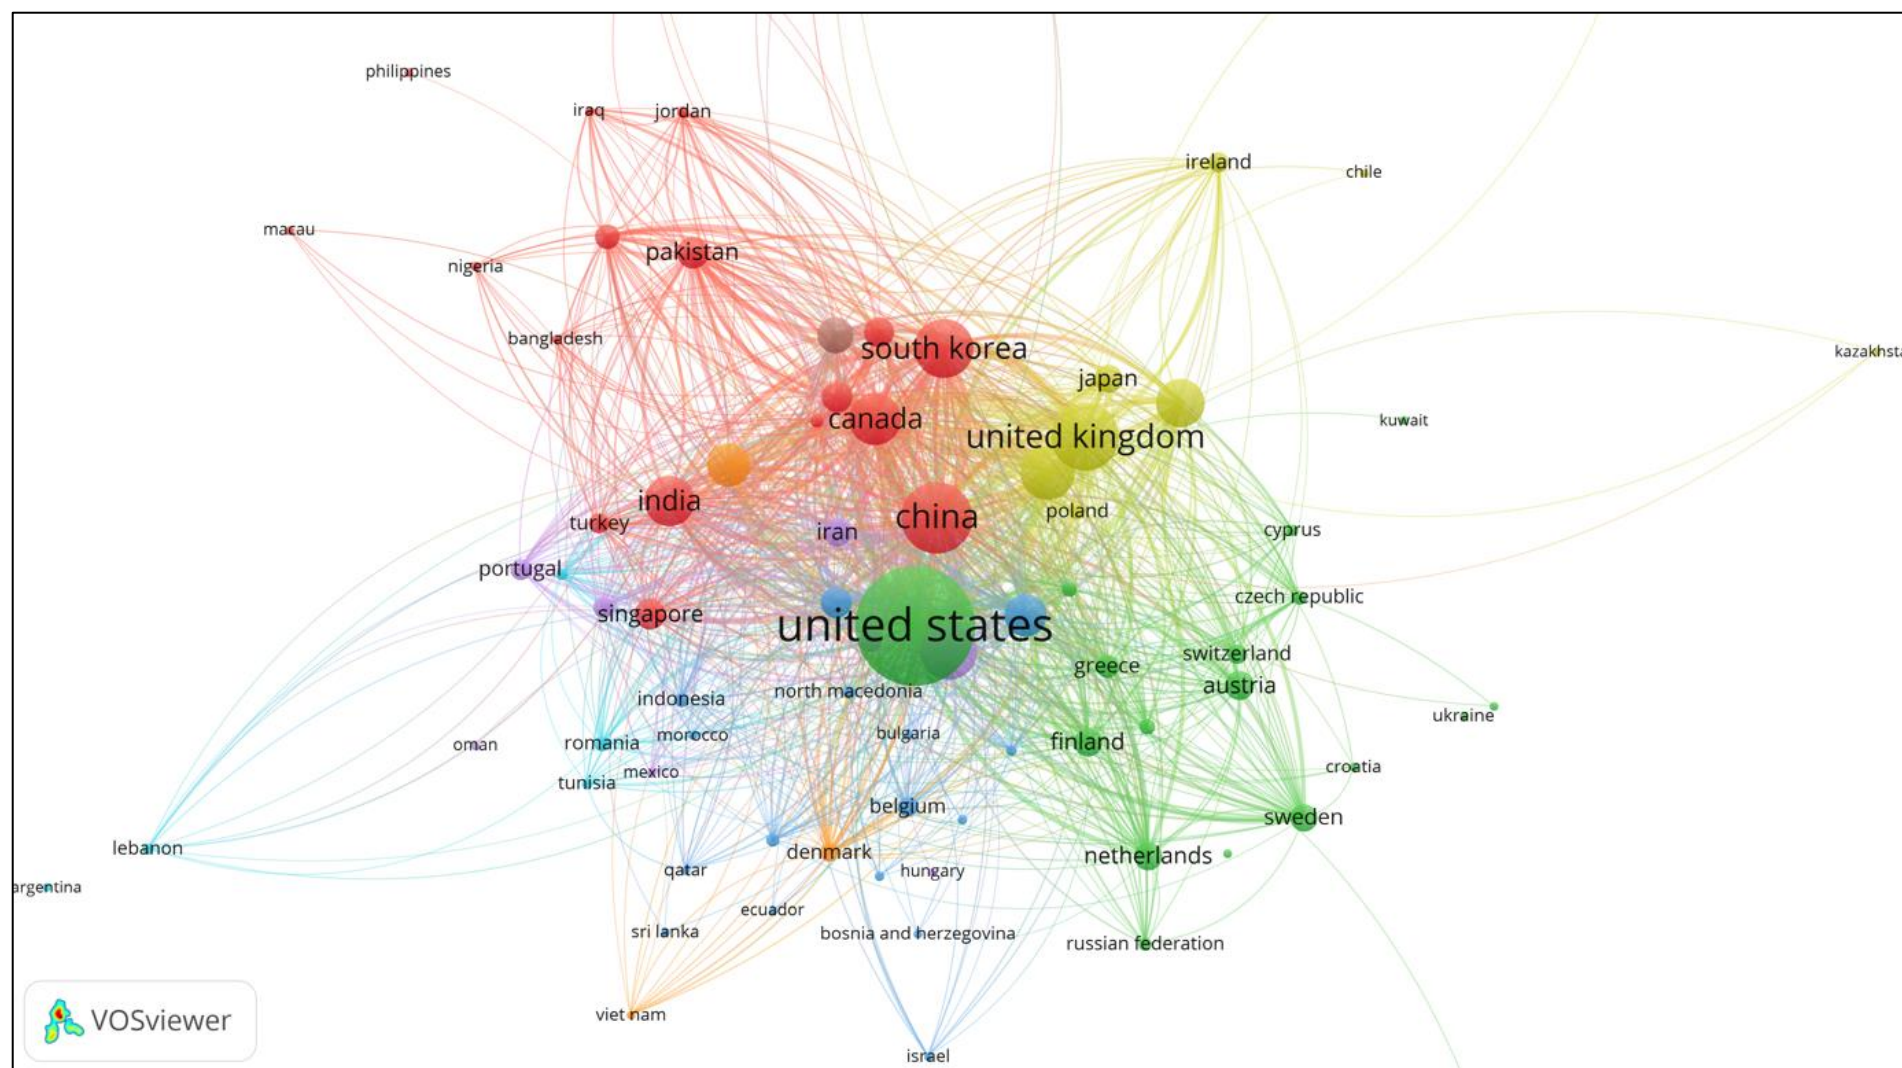 philippines
iraq
jordan
ireland
chile
macau
pakistan
nigeria
bangladesh
south korea
kazakhsta
japan
canada
kuwait
united kingdom
india
poland
china
turkey
iran
cyprus
portugal
czech republic
singapore
united states
switzerland
greece
austria
north macedonia
indonesia
ukraine
bulgaria
morocco
finland
romania
oman
croatia
mexico
tunisia
belgium
sweden
lebanon
denmark
netherlands
qatar
hungary
argentina
ecuador
sri lanka
bosnia and herzegovina
russian federation
viet nam
VOSviewer
israel